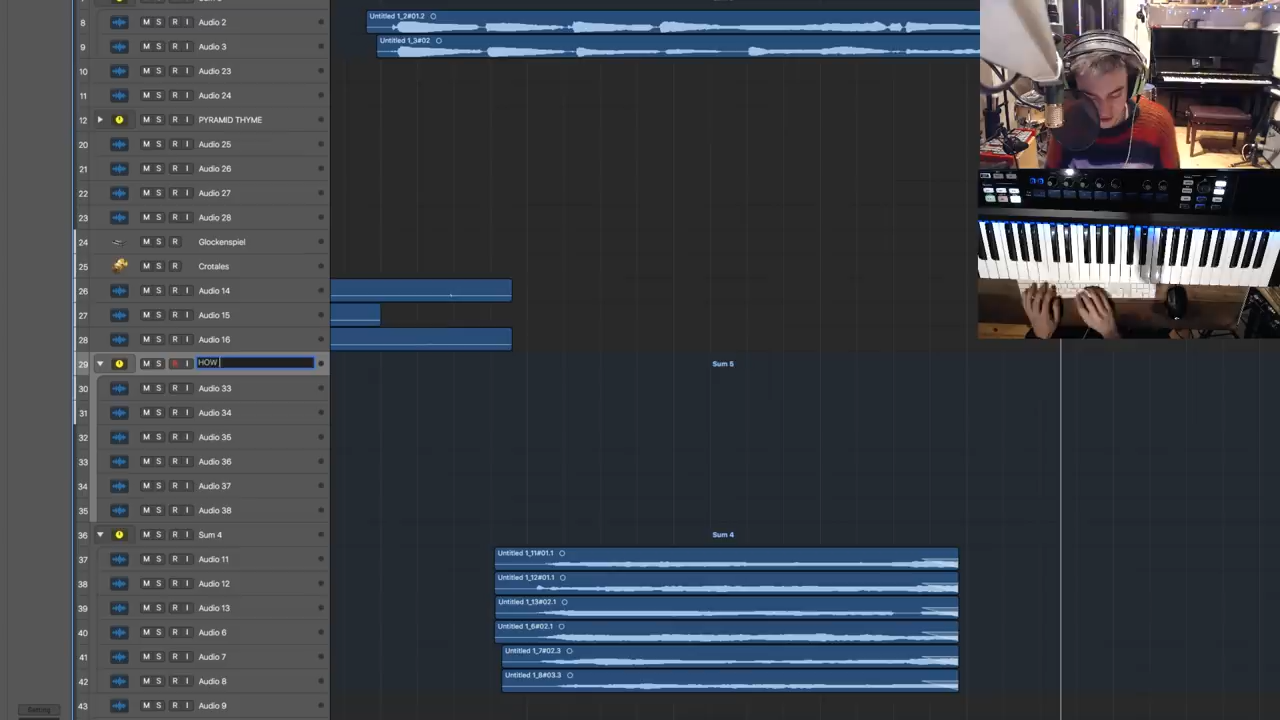 8 M S R I Audio 2 Untitled 1_2#01.2
9 M S R I Audio 3 Untitled 1_3#02
10 M S R I Audio 23
11 M S R I Audio 24
12 M S R I PYRAMID THYME
20 M S R I Audio 25
21 M S R I Audio 26
22 M S R I Audio 27
23 M S R I Audio 28
24 M S R Glockenspiel
25 M S R Crotales
26 M S R I Audio 14
27 M S R I Audio 15
28 M S R I Audio 16
29 M S R I HOW Sum 5
30 M S R I Audio 33
31 M S R I Audio 34
32 M S R I Audio 35
33 M S R I Audio 36
34 M S R I Audio 37
35 M S R I Audio 38
36 M S R I Sum 4 Sum 4
37 M S R I Audio 11 Untitled 1_11#01.1
38 M S R I Audio 12 Untitled 1_12#01.1
39 M S R I Audio 13 Untitled 1_13#02.1
40 M S R I Audio 6 Untitled 1_6#02.1
41 M S R I Audio 7 Untitled 1_7#02.3
42 M S R I Audio 8 Untitled 1_8#03.3
43 M S R I Audio 9
Setting